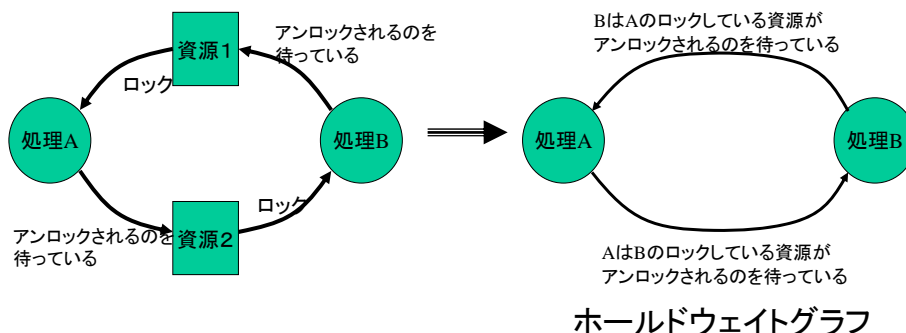 アンロックされるのを
待っている
資源1
ロック
処理A
処理B
ロック
資源2
アンロックされるのを
待っている
BはAのロックしている資源が
アンロックされるのを待っている
処理A
処理B
AはBのロックしている資源が
アンロックされるのを待っている
ホールドウェイトグラフ